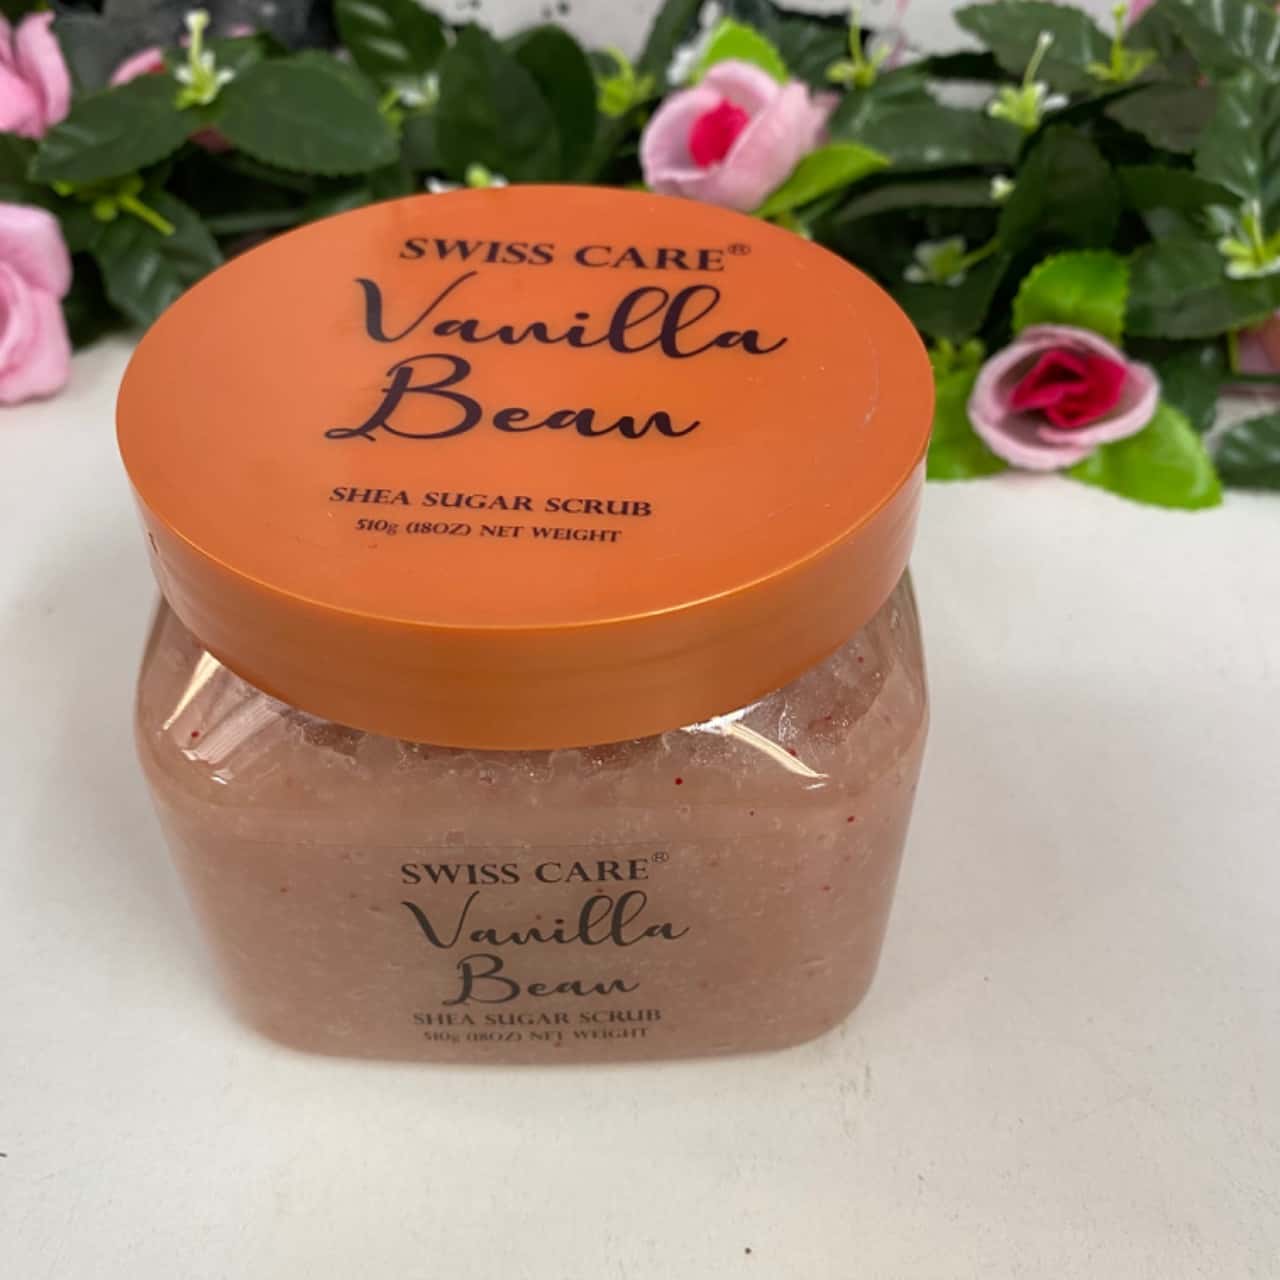 SWISS CARE®
Vanilla
Bean
SHEA SUGAR SCRUB
510g (18OZ) NET WEIGHT
SWISS CARE®
Vanilla
Bean
SHEA SUGAR SCRUB
510g (18OZ) NET WEIGHT